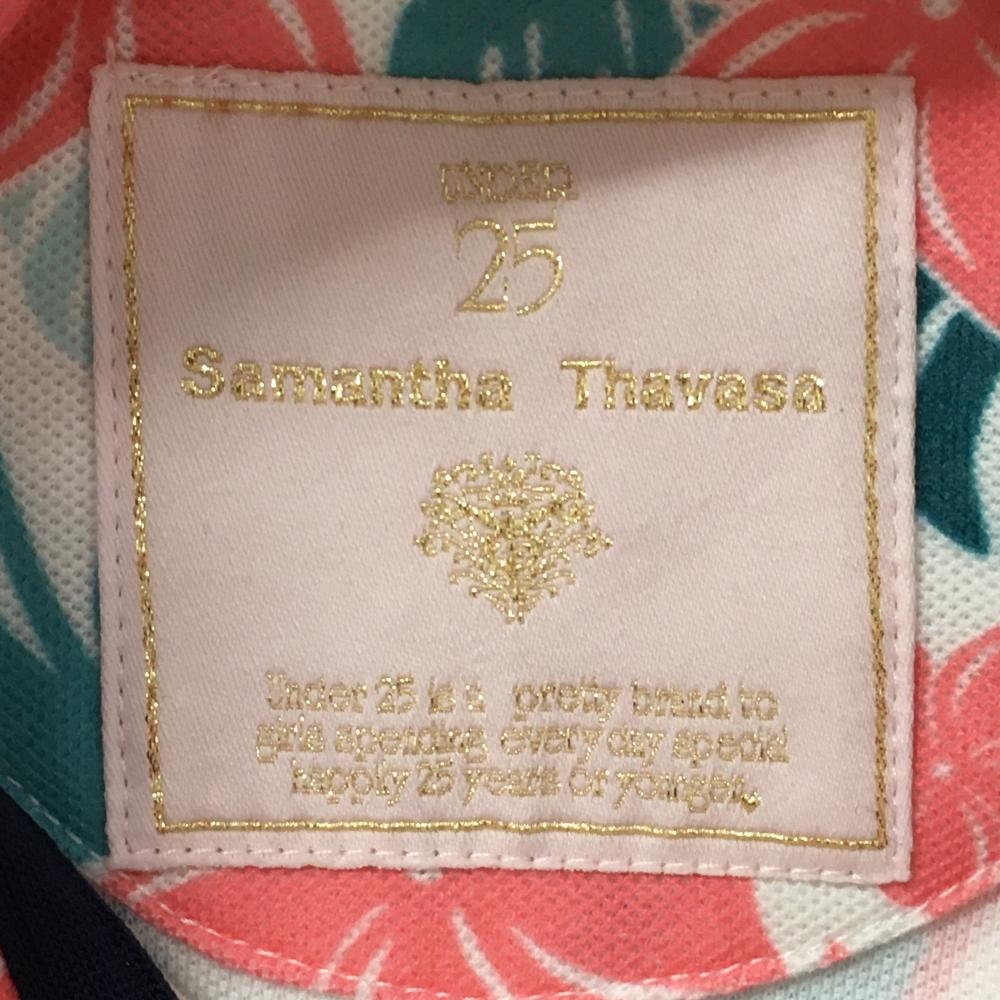 UNDER
25
Samantha Thavasa
Under 25 is a pretty brand to
girls spending every day special
happily 25 years or younger.